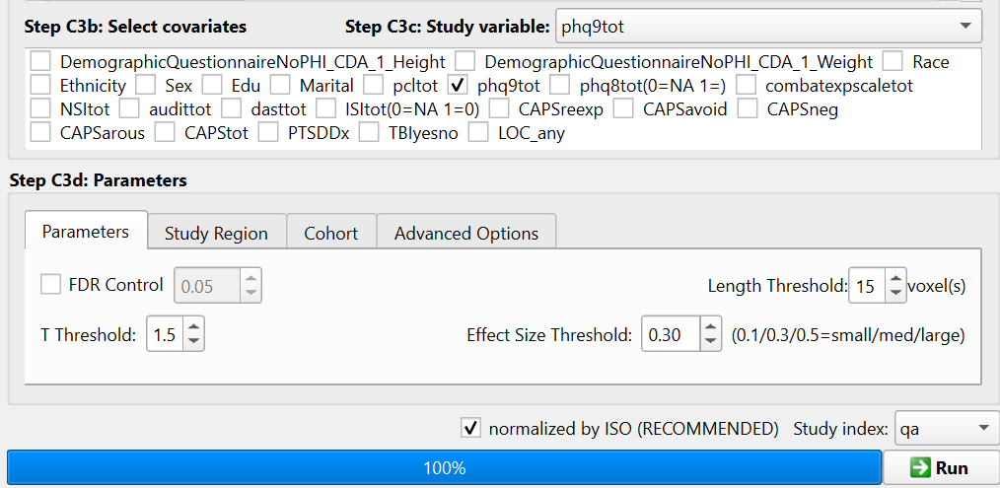 Step C3b: Select covariates Step C3c: Study variable: phq9tot
DemographicQuestionnaireNoPHI_CDA_1_Height DemographicQuestionnaireNoPHI_CDA_1_Weight Race
Ethnicity Sex Edu Marital pcltot phq9tot phq8tot(0=NA 1=) combatexpscaletot
NSItot audittot dasttot ISItot(0=NA 1=0) CAPSreexp CAPSavoid CAPSneg
CAPSarous CAPStot PTSDDx TBIyesno LOC_any
Step C3d: Parameters
Parameters Study Region Cohort Advanced Options
FDR Control 0.05 Length Threshold: 15 voxel(s)
T Threshold: 1.5 Effect Size Threshold: 0.30 (0.1/0.3/0.5=small/med/large)
normalized by ISO (RECOMMENDED) Study index: qa
100% Run